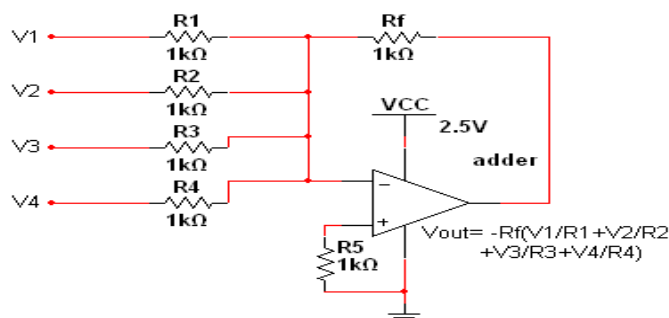 V1
R1
1kΩ
Rf
1kΩ
V2
R2
1kΩ
VCC
2.5V
V3
R3
1kΩ
adder
V4
R4
1kΩ
−
+
R5
1kΩ
Vout= -Rf(V1/R1+V2/R2
+V3/R3+V4/R4)